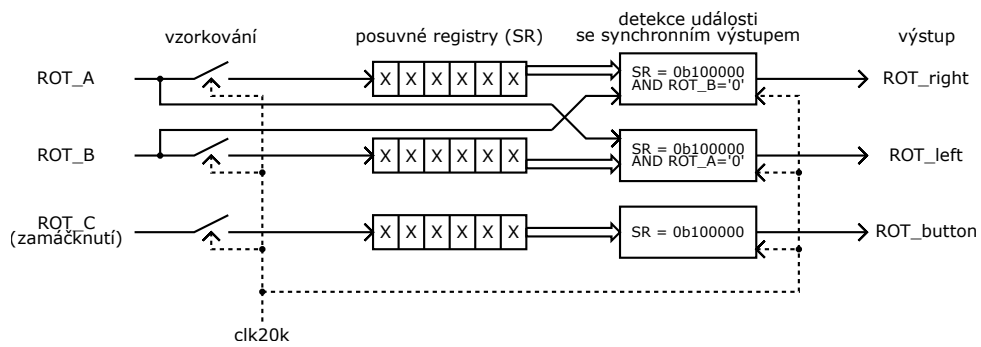 detekce události
vzorkování posuvné registry (SR) se synchronním výstupem výstup
ROT_A X X X X X X SR = 0b100000 ROT_right
AND ROT_B='0'
ROT_B X X X X X X SR = 0b100000 ROT_left
AND ROT_A='0'
ROT_C X X X X X X SR = 0b100000 ROT_button
(zamáčknutí)
clk20k